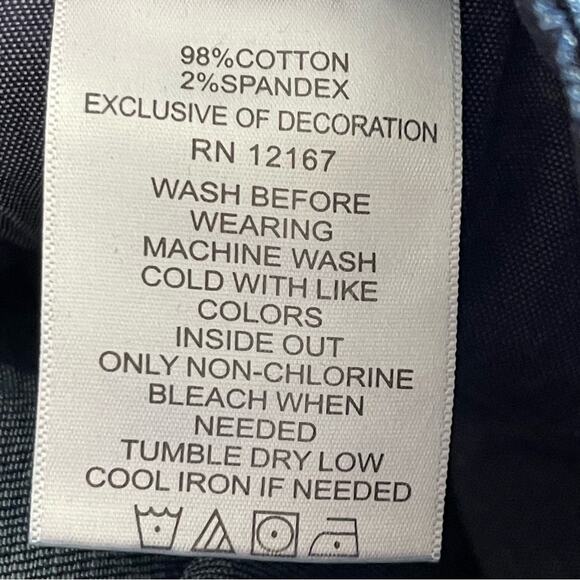 98%COTTON
2%SPANDEX
EXCLUSIVE OF DECORATION
RN 12167
WASH BEFORE
WEARING
MACHINE WASH
COLD WITH LIKE
COLORS
INSIDE OUT
ONLY NON-CHLORINE
BLEACH WHEN
NEEDED
TUMBLE DRY LOW
COOL IRON IF NEEDED